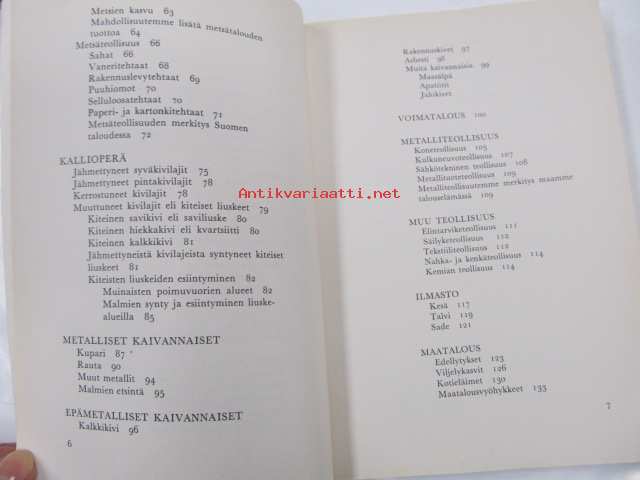 Metsien kasvu 63
Mahdollisuutemme lisätä metsätalouden
tuottoa 64
Metsäteollisuus 66
Sahat 66
Vaneritehtaat 68
Rakennuslevytehtaat 69
Puuhiomot 70
Selluloosatehtaat 70
Paperi- ja kartonkitehtaat 71
Metsäteollisuuden merkitys Suomen
taloudessa 72
KALLIOPERÄ
Jähmettyneet syväkivilajit 75
Jähmettyneet pintakivilajit 78
Kerrostuneet kivilajit 78
Muuttuneet kivilajit eli kiteiset liuskeet 79
Kiteinen savikivi eli saviliuske 80
Kiteinen hiekkakivi eli kvartsiitti 80
Kiteinen kalkkikivi 81
Jähmettyneistä kivilajeista syntyneet kiteiset
liuskeet 81
Kiteisten liuskeiden esiintyminen 82
Muinaisten poimuvuorien alueet 82
Malmien synty ja esiintyminen liuske-
alueilla 85
METALLISET KAIVANNAISET
Kupari 87
Rauta 90
Muut metallit 94
Malmien etsintä 95
EPÄMETALLISET KAIVANNAISET
Kalkkikivi 96
6
Rakennuskivet 97
Asbesti 98
Muita kaivannaisia 99
Maasälpä
Apatiitti
Jalokivet
VOIMATALOUS 100
METALLITEOLLISUUS
Koneteollisuus 105
Kulkuneuvoteollisuus 107
Sähkötekninen teollisuus 108
Metallituoteteollisuus 109
Metalliteollisuutemme merkitys maamme
talouselämässä 109
MUU TEOLLISUUS
Elintarviketeollisuus 111
Säilyketeollisuus 112
Tekstiiliteollisuus 112
Nahka- ja kenkäteollisuus 114
Kemian teollisuus 114
ILMASTO
Kesä 117
Talvi 119
Sade 121
MAATALOUS
Edellytykset 123
Viljelykasvit 126
Kotieläimet 130
Maatalousvyöhykkeet 135
7
Antikvariaatti.net